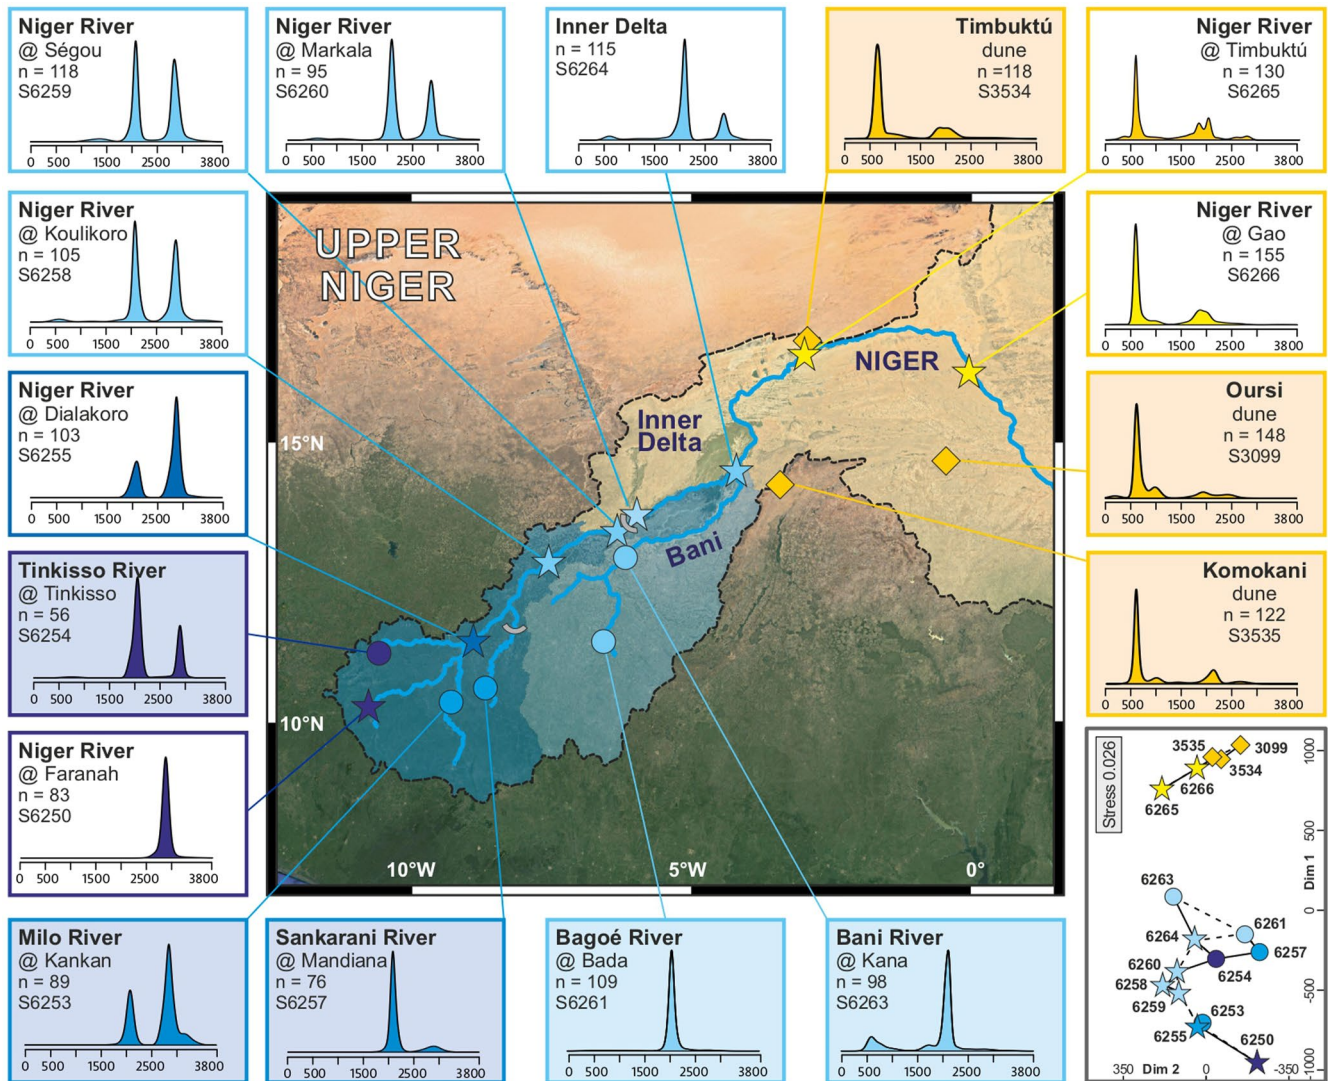 Niger River
@ Ségou
n = 118
S6259
0 500 1500 2500 3800
Niger River
@ Markala
n = 95
S6260
0 500 1500 2500 3800
Inner Delta
n = 115
S6264
0 500 1500 2500 3800
Timbuktú
dune
n =118
S3534
0 500 1500 2500 3800
Niger River
@ Timbuktú
n = 130
S6265
0 500 1500 2500 3800
Niger River
@ Koulikoro
n = 105
S6258
0 500 1500 2500 3800
Niger River
@ Gao
n = 155
S6266
0 500 1500 2500 3800
Niger River
@ Dialakoro
n = 103
S6255
0 500 1500 2500 3800
Oursi
dune
n = 148
S3099
0 500 1500 2500 3800
Tinkisso River
@ Tinkisso
n = 56
S6254
0 500 1500 2500 3800
Komokani
dune
n = 122
S3535
0 500 1500 2500 3800
Niger River
@ Faranah
n = 83
S6250
0 500 1500 2500 3800
UPPER
NIGER
NIGER
Inner
Delta
Bani
15°N
10°N
10°W 5°W 0°
Milo River
@ Kankan
n = 89
S6253
0 500 1500 2500 3800
Sankarani River
@ Mandiana
n = 76
S6257
0 500 1500 2500 3800
Bagoé River
@ Bada
n = 109
S6261
0 500 1500 2500 3800
Bani River
@ Kana
n = 98
S6263
0 500 1500 2500 3800
Stress 0.026
3535 3099
3534
6266
6265
6263
6261
6264
6257
6260
6254
6258
6259
6253
6255
6250
1000
500
Dim 1
0
-500
-1000
350 Dim 2 0 -350